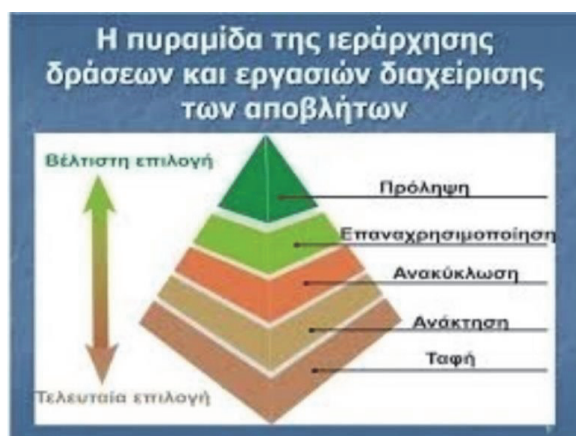 Η πυραμίδα της ιεράρχησης
δράσεων και εργασιών διαχείρισης
των αποβλήτων
Βέλτιστη επιλογή
Πρόληψη
Επαναχρησιμοποίηση
Ανακύκλωση
Ανάκτηση
Ταφή
Τελευταία επιλογή